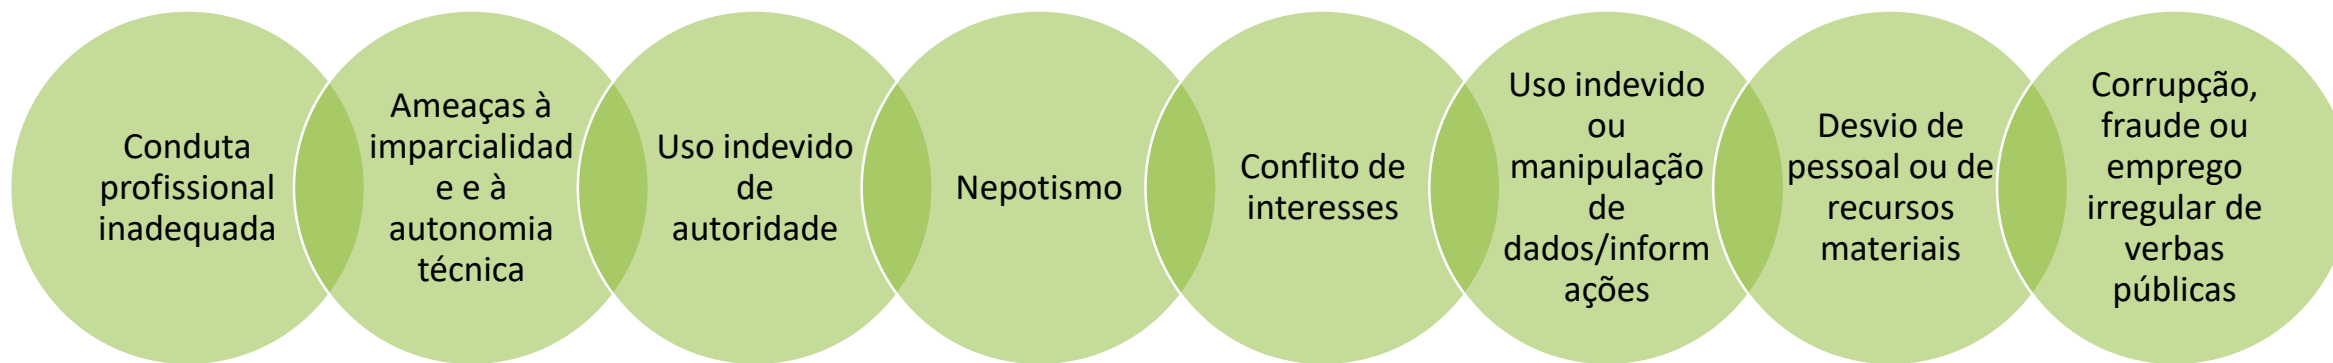 Conduta
profissional
inadequada
Ameaças à
imparcialidad
e e à
autonomia
técnica
Uso indevido
de
autoridade
Nepotismo
Conflito de
interesses
Uso indevido
ou
manipulação
de
dados/inform
ações
Desvio de
pessoal ou de
recursos
materiais
Corrupção,
fraude ou
emprego
irregular de
verbas
públicas